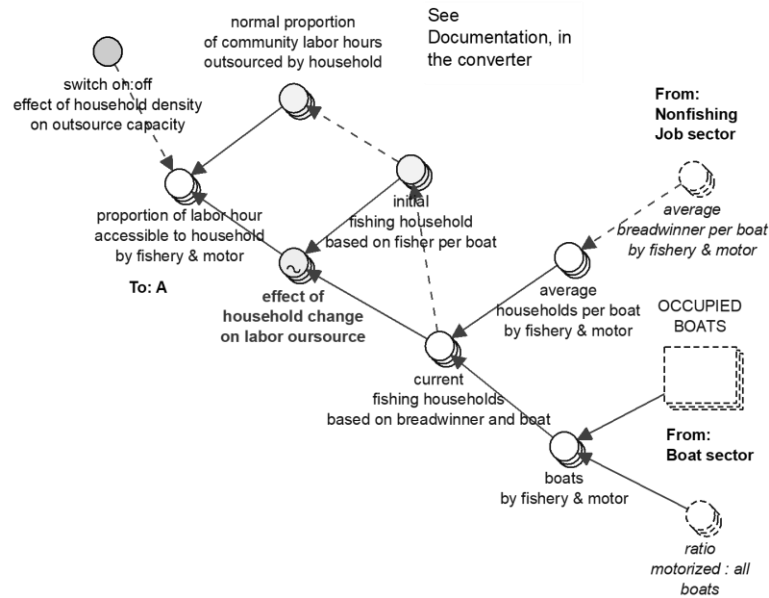 normal proportion
of community labor hours
outsourced by household
See
Documentation, in
the converter
switch on:off
effect of household density
on outsource capacity
From:
Nonfishing
Job sector
initial
fishing household
based on fisher per boat
average
breadwinner per boat
by fishery & motor
proportion of labor hour
accessible to household
by fishery & motor
To: A
effect of
household change
on labor oursource
average
households per boat
by fishery & motor
OCCUPIED
BOATS
current
fishing households
based on breadwinner and boat
From:
Boat sector
boats
by fishery & motor
ratio
motorized : all
boats